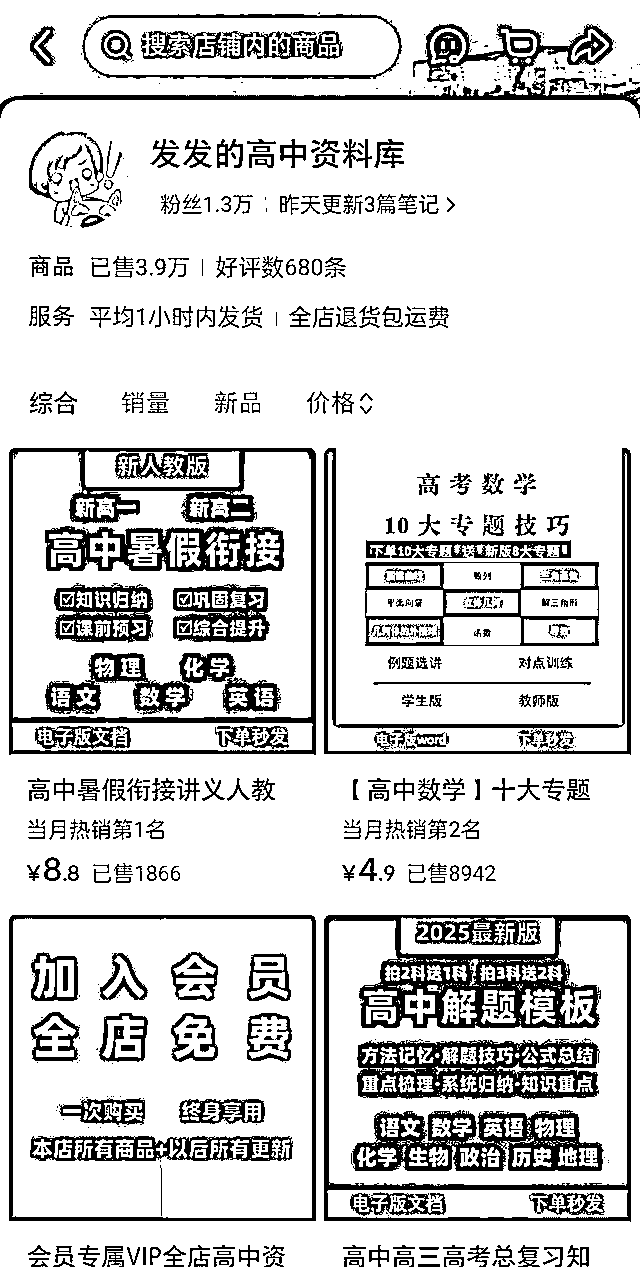 搜索店铺内的商品
发发的高中资料库
粉丝1.3万 | 昨天更新3篇笔记
商品 已售3.9万 | 好评数680条
服务 平均1小时内发货 | 全店退货包运费
综合 销量 新品 价格
新人教版
新高一 新高二
高中暑假衔接
☑知识归纳 ☑巩固复习
☑课前预习 ☑综合提升
物理 化学
语文 数学 英语
电子版文档 下单秒发
高中暑假衔接讲义人教
当月热销第1名
¥8.8 已售1866
高考数学
10大专题技巧
下单10大专题 送 新版8大专题
数列
平面向量 解三角形
函数
例题选讲 对点训练
学生版 教师版
电子版word 下单秒发
【高中数学】十大专题
当月热销第2名
¥4.9 已售8942
加入会员
全店免费
一次购买 终身享用
本店所有商品+以后所有更新
会员专属VIP全店高中资
2025最新版
拍2科送1科 拍3科送2科
高中解题模板
方法记忆·解题技巧·公式总结
重点梳理·系统归纳·知识重点
语文 数学 英语 物理
化学 生物 政治 历史 地理
电子版文档 下单秒发
高中高三高考总复习知